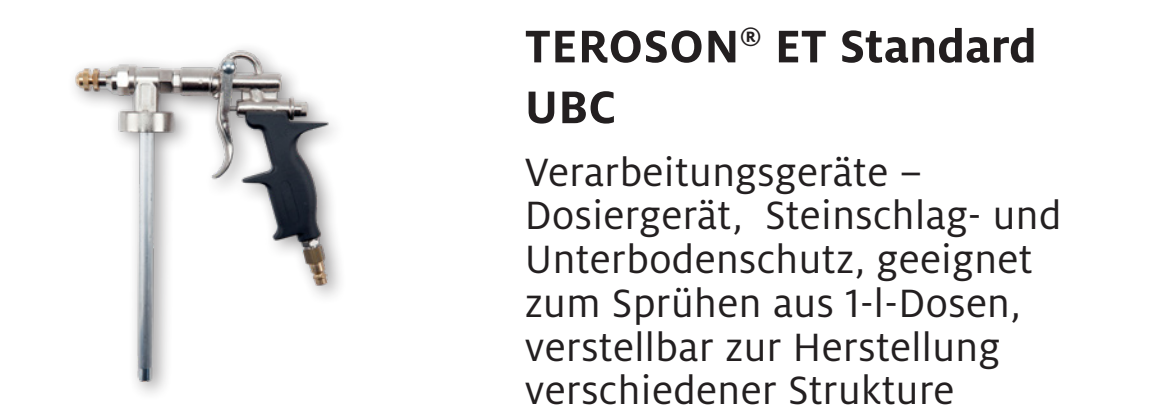 TEROSON® ET Standard
UBC
Verarbeitungsgeräte –
Dosiergerät, Steinschlag- und
Unterbodenschutz, geeignet
zum Sprühen aus 1-l-Dosen,
verstellbar zur Herstellung
verschiedener Strukture